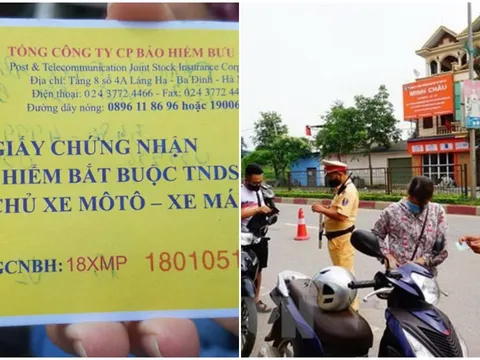 TỔNG CÔNG TY CP BẢO HIỂM BƯU
Post & Telecommunication Joint Stock Insurance Corp
Địa chỉ: Tầng 8 số 4A Láng Hạ - Ba Đình - Hà N
Điện thoại: 024 3772 4466 - Fax: 024 3772
Đường dây nóng: 0896 11 86 96 hoặc 19006
GIẤY CHỨNG NHẬN
HIỂM BẮT BUỘC TNDS
CHỦ XE MÔTÔ – XE MÁ
GCNBH: 18XMP 1801051
MINH CHÂU